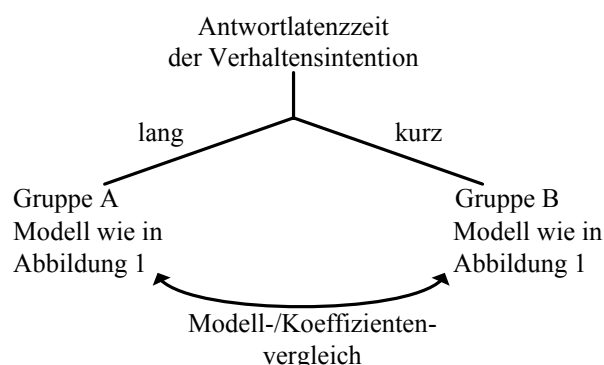 Antwortlatenzzeit
der Verhaltensintention
lang
kurz
Gruppe A
Modell wie in
Abbildung 1
Gruppe B
Modell wie in
Abbildung 1
Modell-/Koeffizienten-
vergleich